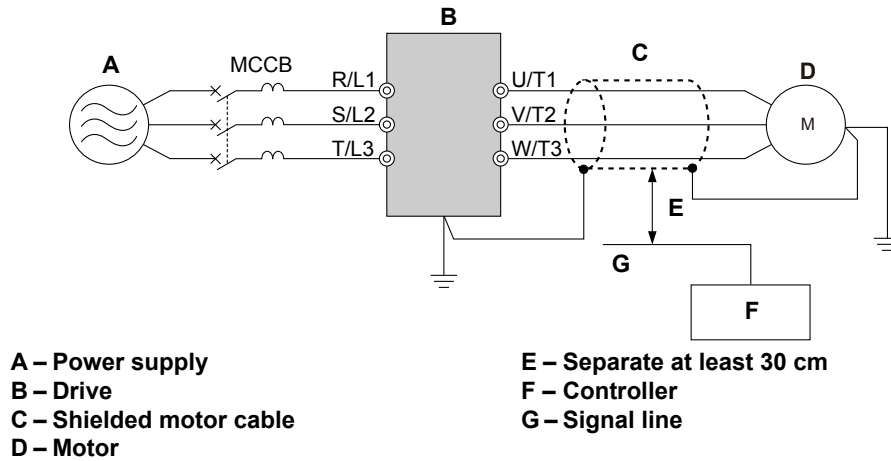 B
A
MCCB
R/L1
U/T1
C
D
S/L2
V/T2
M
T/L3
W/T3
E
G
F
A – Power supply
B – Drive
C – Shielded motor cable
D – Motor
E – Separate at least 30 cm
F – Controller
G – Signal line